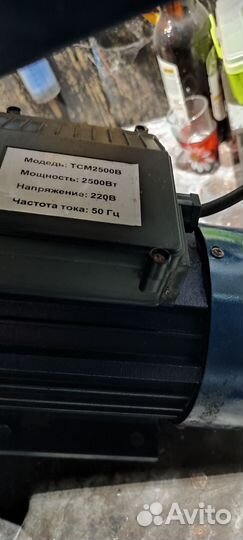 Модель: TCM2500B
Мощность: 2500Вт
Напряжение: 220В
Частота тока: 50 Гц
Avito